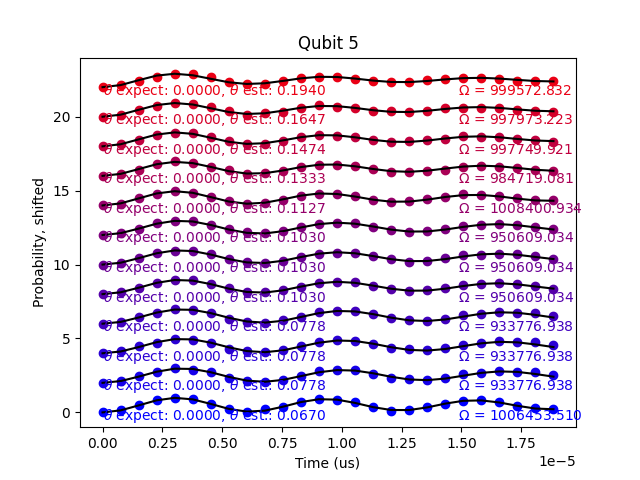 Qubit 5
θ expect: 0.0000, θ est.: 0.1940 Ω = 999572.832
θ expect: 0.0000, θ est.: 0.1647 Ω = 997973.223
θ expect: 0.0000, θ est.: 0.1474 Ω = 997749.921
θ expect: 0.0000, θ est.: 0.1333 Ω = 984719.081
θ expect: 0.0000, θ est.: 0.1127 Ω = 1008400.934
θ expect: 0.0000, θ est.: 0.1030 Ω = 950609.034
θ expect: 0.0000, θ est.: 0.1030 Ω = 950609.034
θ expect: 0.0000, θ est.: 0.1030 Ω = 950609.034
θ expect: 0.0000, θ est.: 0.0778 Ω = 933776.938
θ expect: 0.0000, θ est.: 0.0778 Ω = 933776.938
θ expect: 0.0000, θ est.: 0.0778 Ω = 933776.938
θ expect: 0.0000, θ est.: 0.0670 Ω = 1006453.510
20
15
10
5
0
Probability, shifted
0.00 0.25 0.50 0.75 1.00 1.25 1.50 1.75
1e−5
Time (us)